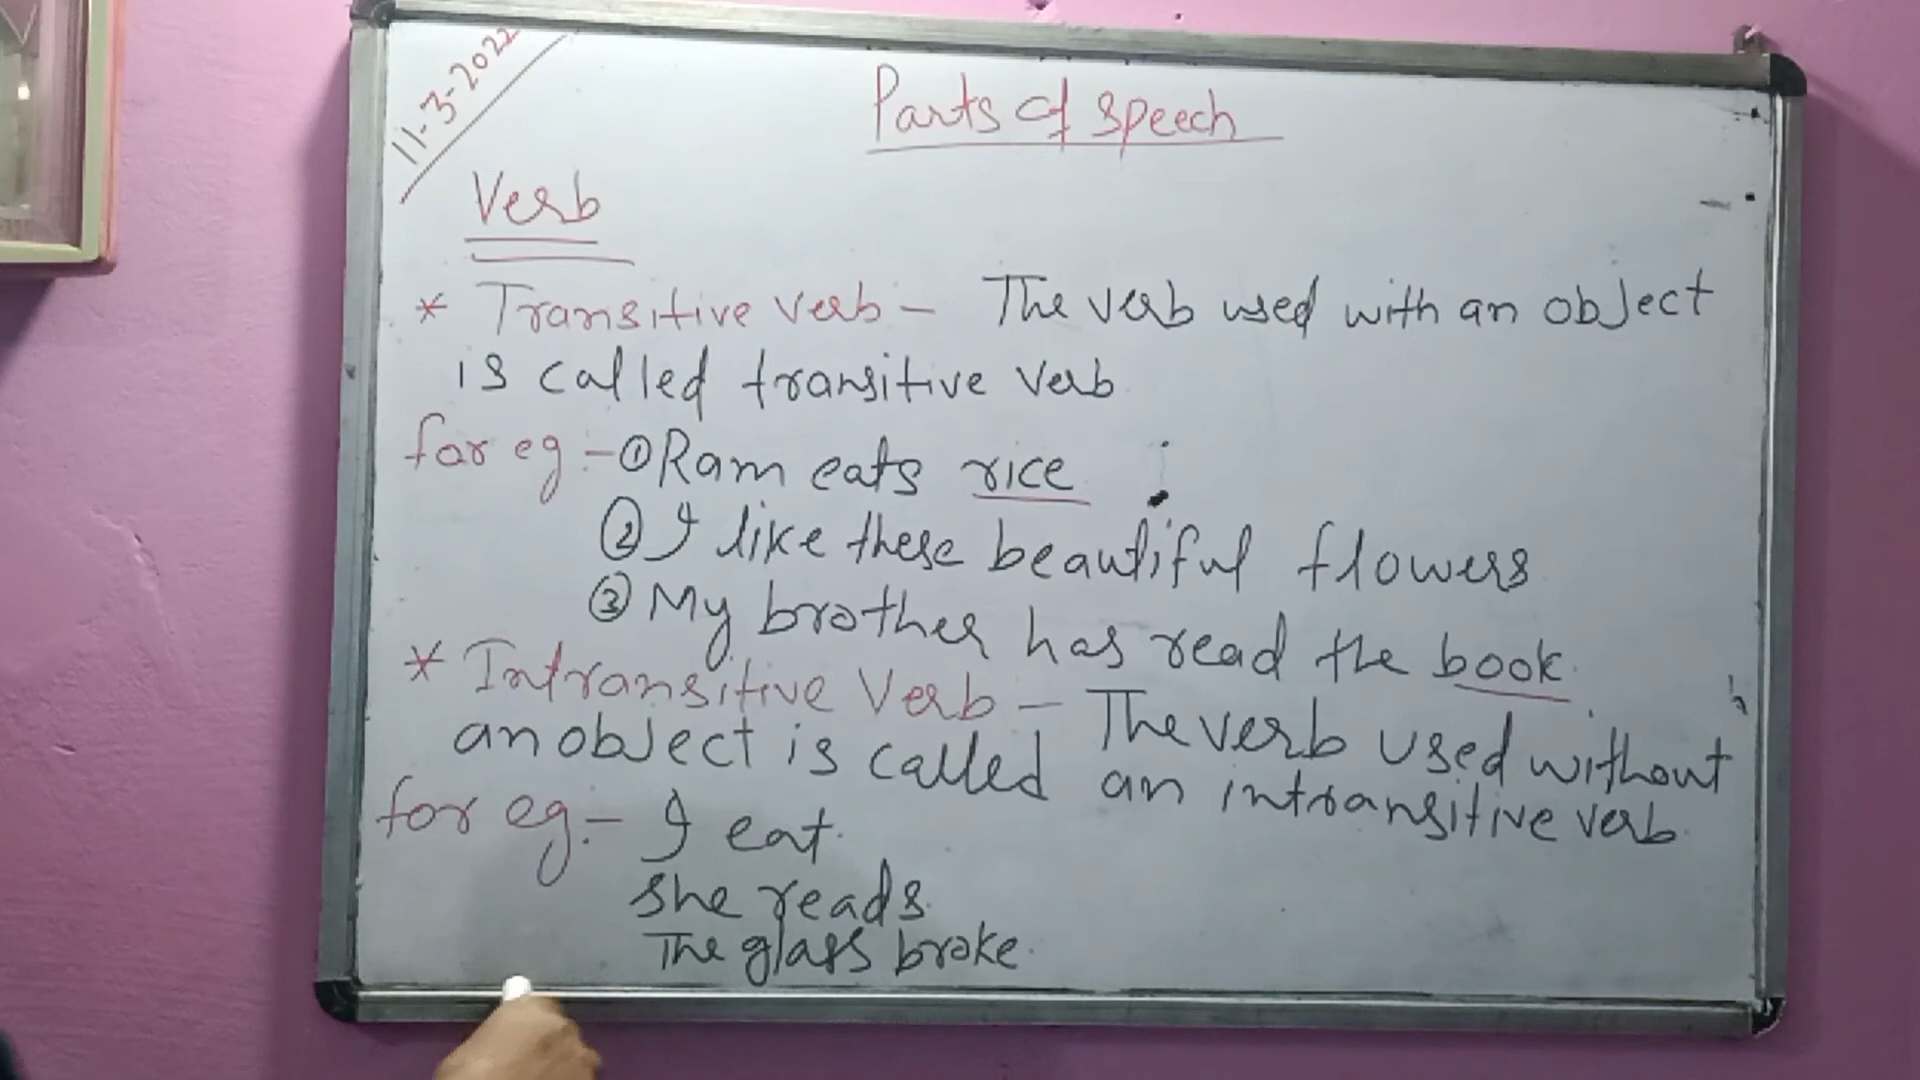 11-3-2022
Parts of speech
Verb
* Transitive verb - The verb used with an object
is called transitive verb
for eg :- ① Ram eats rice
② I like these beautiful flowers
③ My brother has read the book.
* Intransitive Verb - The verb used without
an object is called an intransitive verb.
for eg:- I eat.
she reads.
The glass broke.